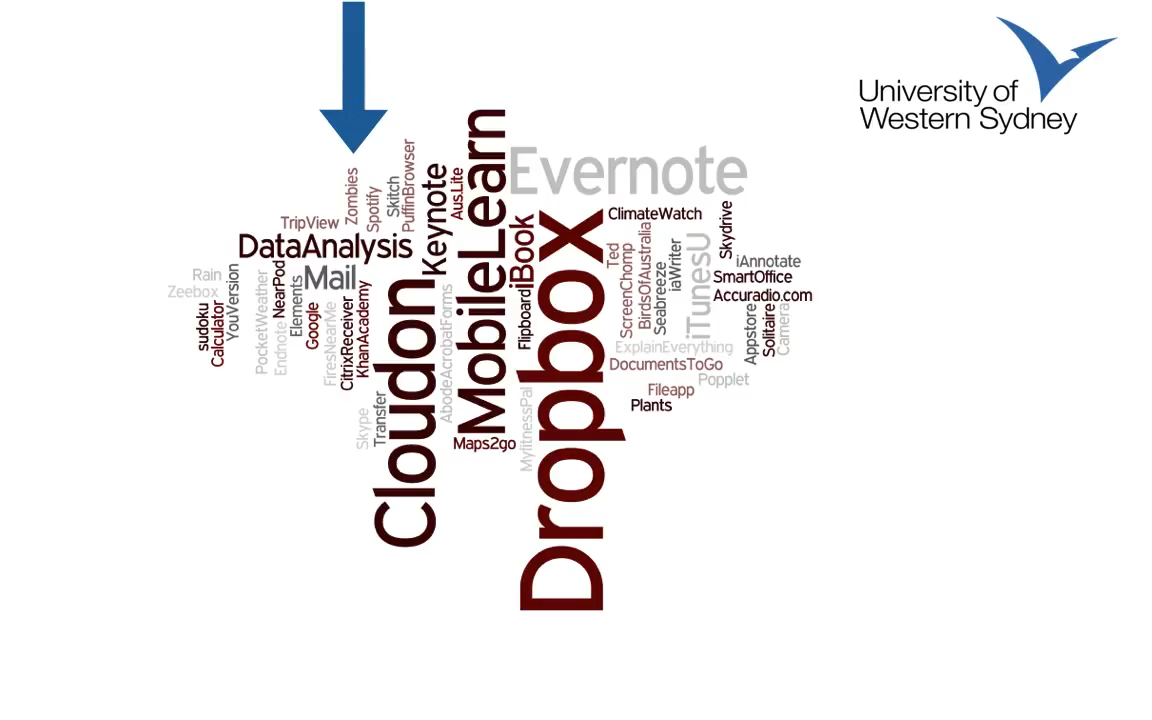 University of
Western Sydney
Evernote
MobileLearn
PuffinBrowser
Keynote
Aus.Lite
Zombies
Spotify
Skitch
TripView
DataAnalysis
iBook
ClimateWatch
Skydrive
Ted
ScreenChomp
BirdsOfAustralia
Seabreeze
iaWriter
iTunesU
iAnnotate
SmartOffice
Accuradio.com
Rain
Zeebox
YouVersion
sudoku
Calculator
PocketWeather
Endnote
NearPod
Elements
Mail
Google
FiresNearMe
CitrixReceiver
KhanAcademy
Cloudon
AbodeAcrobatForms
Flipboard
Dropbox
Appstore
Solitaire
Camera
ExplainEverything
DocumentsToGo
Popplet
Fileapp
Plants
Skype
Transfer
Maps2go
MyfitnessPal